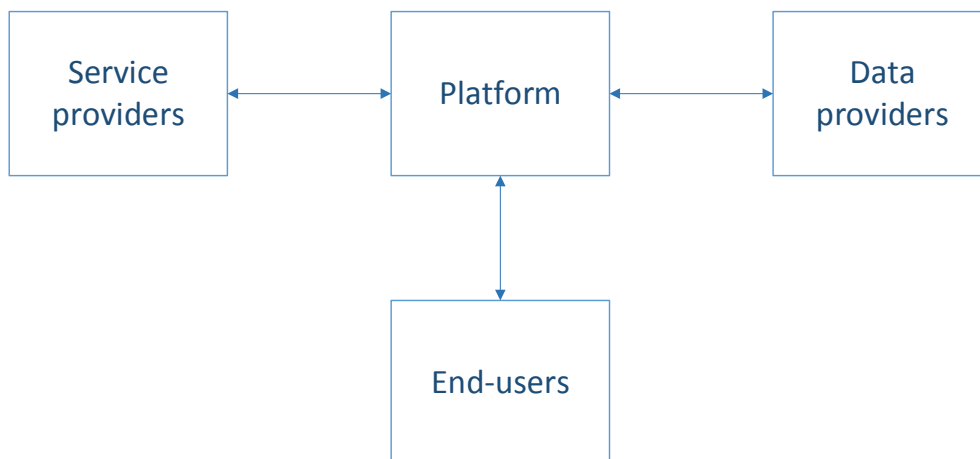 Service
providers
Platform
Data
providers
End-users